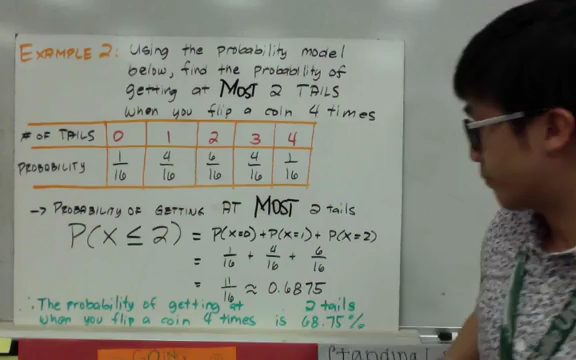 EXAMPLE 2: Using the probability model
below, find the probability of
getting at MOST 2 TAILS
when you flip a coin 4 times
# OF TAILS 0 1 2 3 4
PROBABILITY 1/16 4/16 6/16 4/16 1/16
→ PROBABILITY OF GETTING AT MOST 2 tails
P(X ≤ 2) = P(X=0) + P(X=1) + P(X=2)
= 1/16 + 4/16 + 6/16
= 11/16 ≈ 0.6875
∴ The probability of getting at 2 tails
when you flip a coin 4 times is 68.75%
Standing